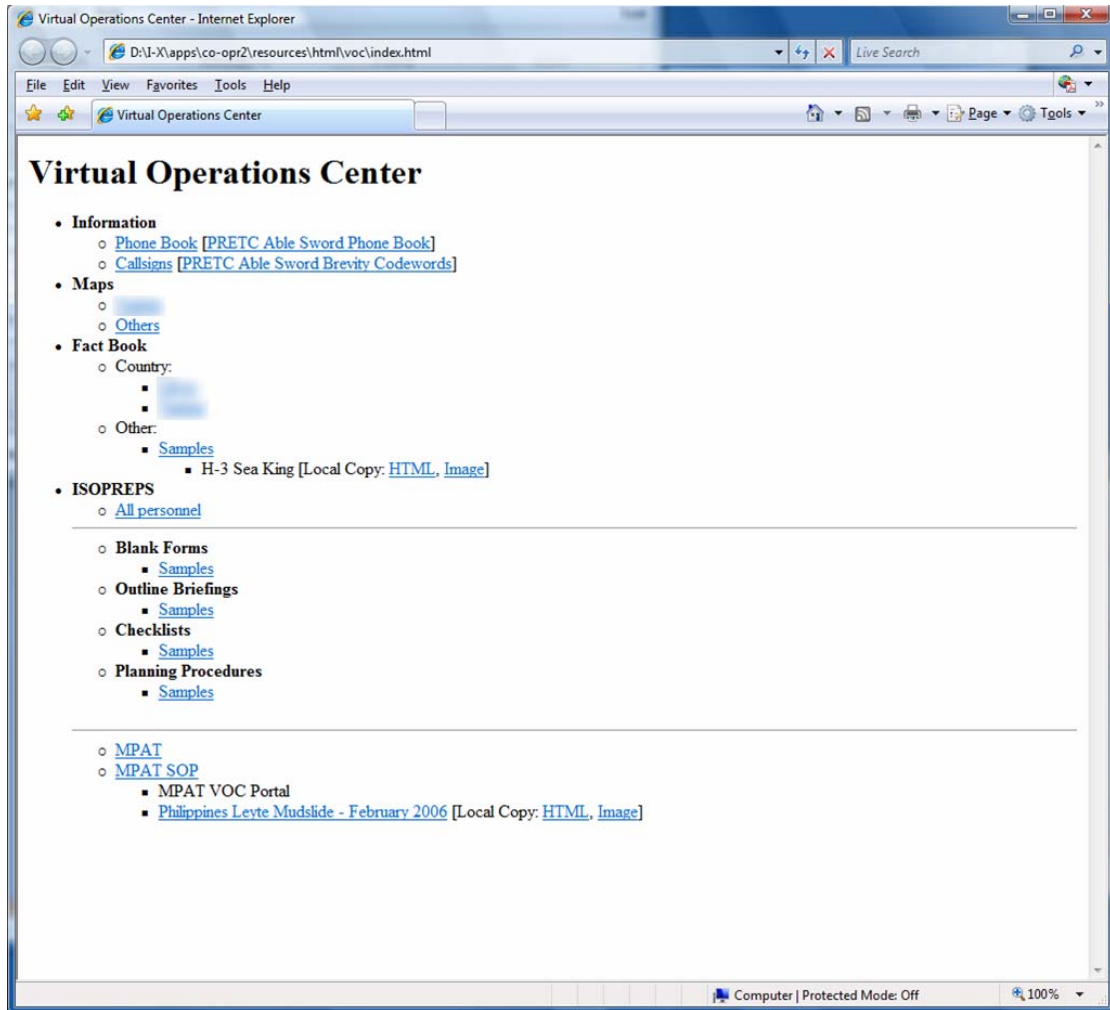 Virtual Operations Center - Internet Explorer
D:\I-X\apps\co-opr2\resources\html\voc\index.html
Live Search
File Edit View Favorites Tools Help
Virtual Operations Center
Page Tools
Virtual Operations Center
Information
Phone Book [PRETC Able Sword Phone Book]
Callsigns [PRETC Able Sword Brevity Codewords]
Maps
Others
Fact Book
Country:
Other:
Samples
H-3 Sea King [Local Copy: HTML, Image]
ISOPREPS
All personnel
Blank Forms
Samples
Outline Briefings
Samples
Checklists
Samples
Planning Procedures
Samples
MPAT
MPAT SOP
MPAT VOC Portal
Philippines Leyte Mudslide - February 2006 [Local Copy: HTML, Image]
Computer | Protected Mode: Off
100%